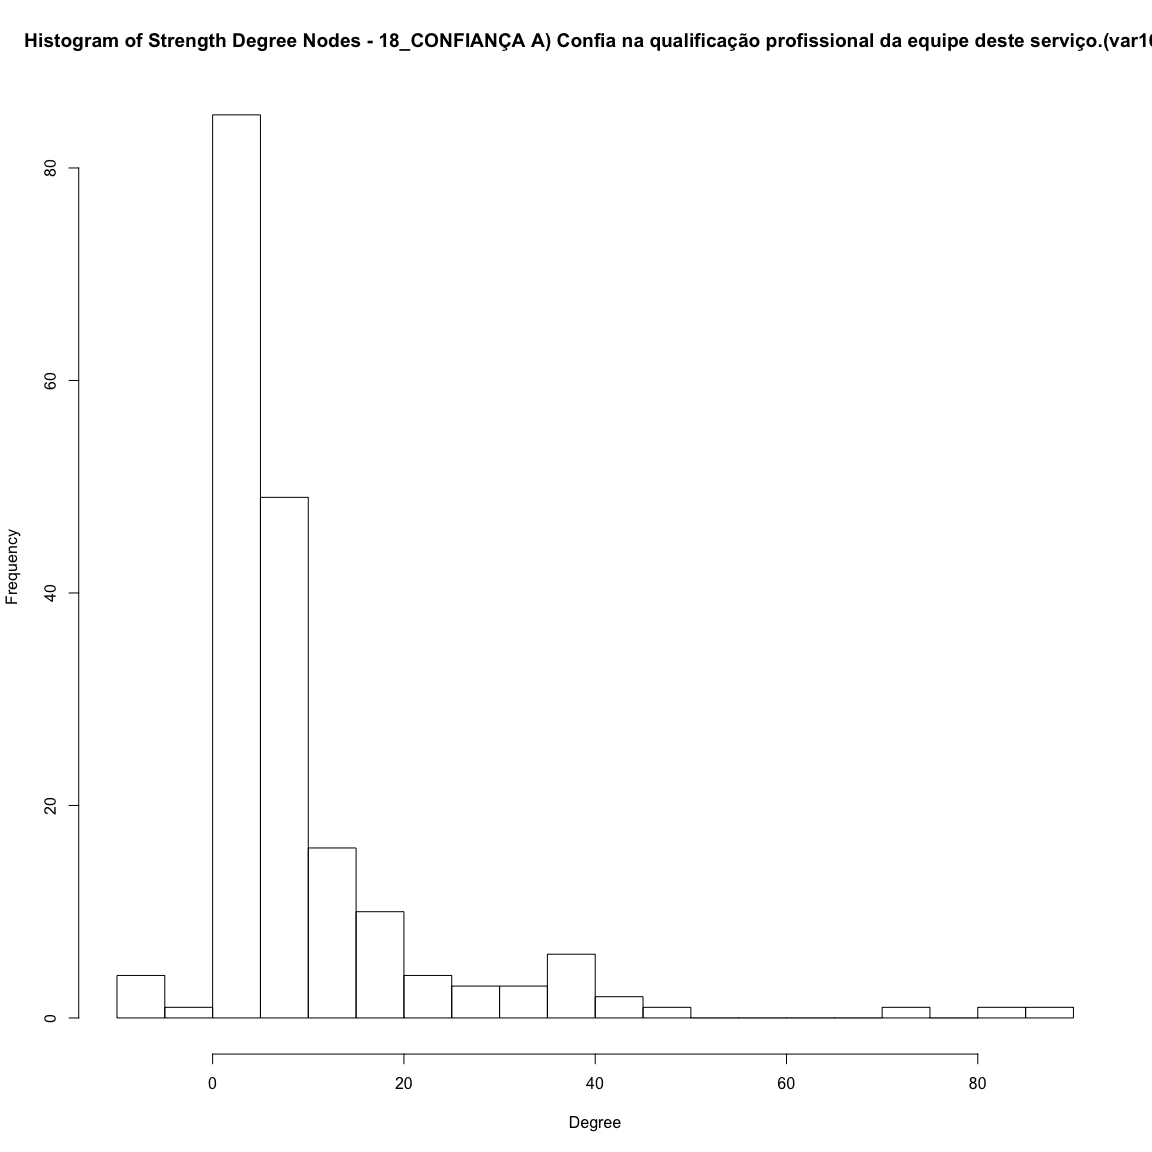 Histogram of Strength Degree Nodes - 18_CONFIANÇA A) Confia na qualificação profissional da equipe deste serviço.(var1
80
60
40
20
0
Frequency
0 20 40 60 80
Degree